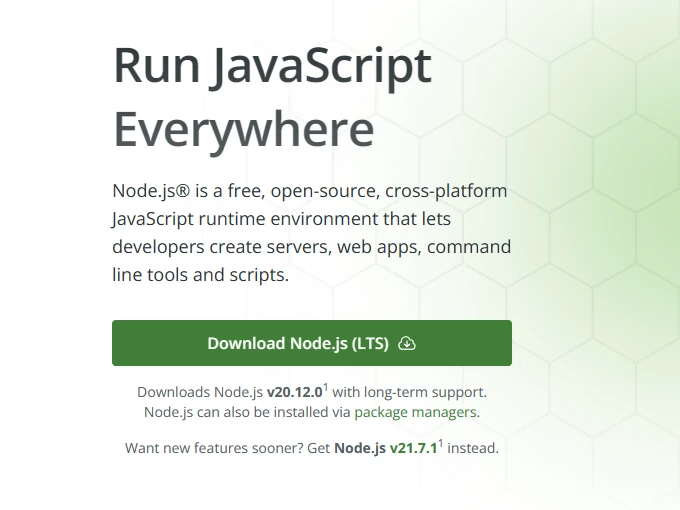 Run JavaScript
Everywhere
Node.js® is a free, open-source, cross-platform
JavaScript runtime environment that lets
developers create servers, web apps, command
line tools and scripts.
Download Node.js (LTS)
Downloads Node.js v20.12.0¹ with long-term support.
Node.js can also be installed via package managers.
Want new features sooner? Get Node.js v21.7.1¹ instead.